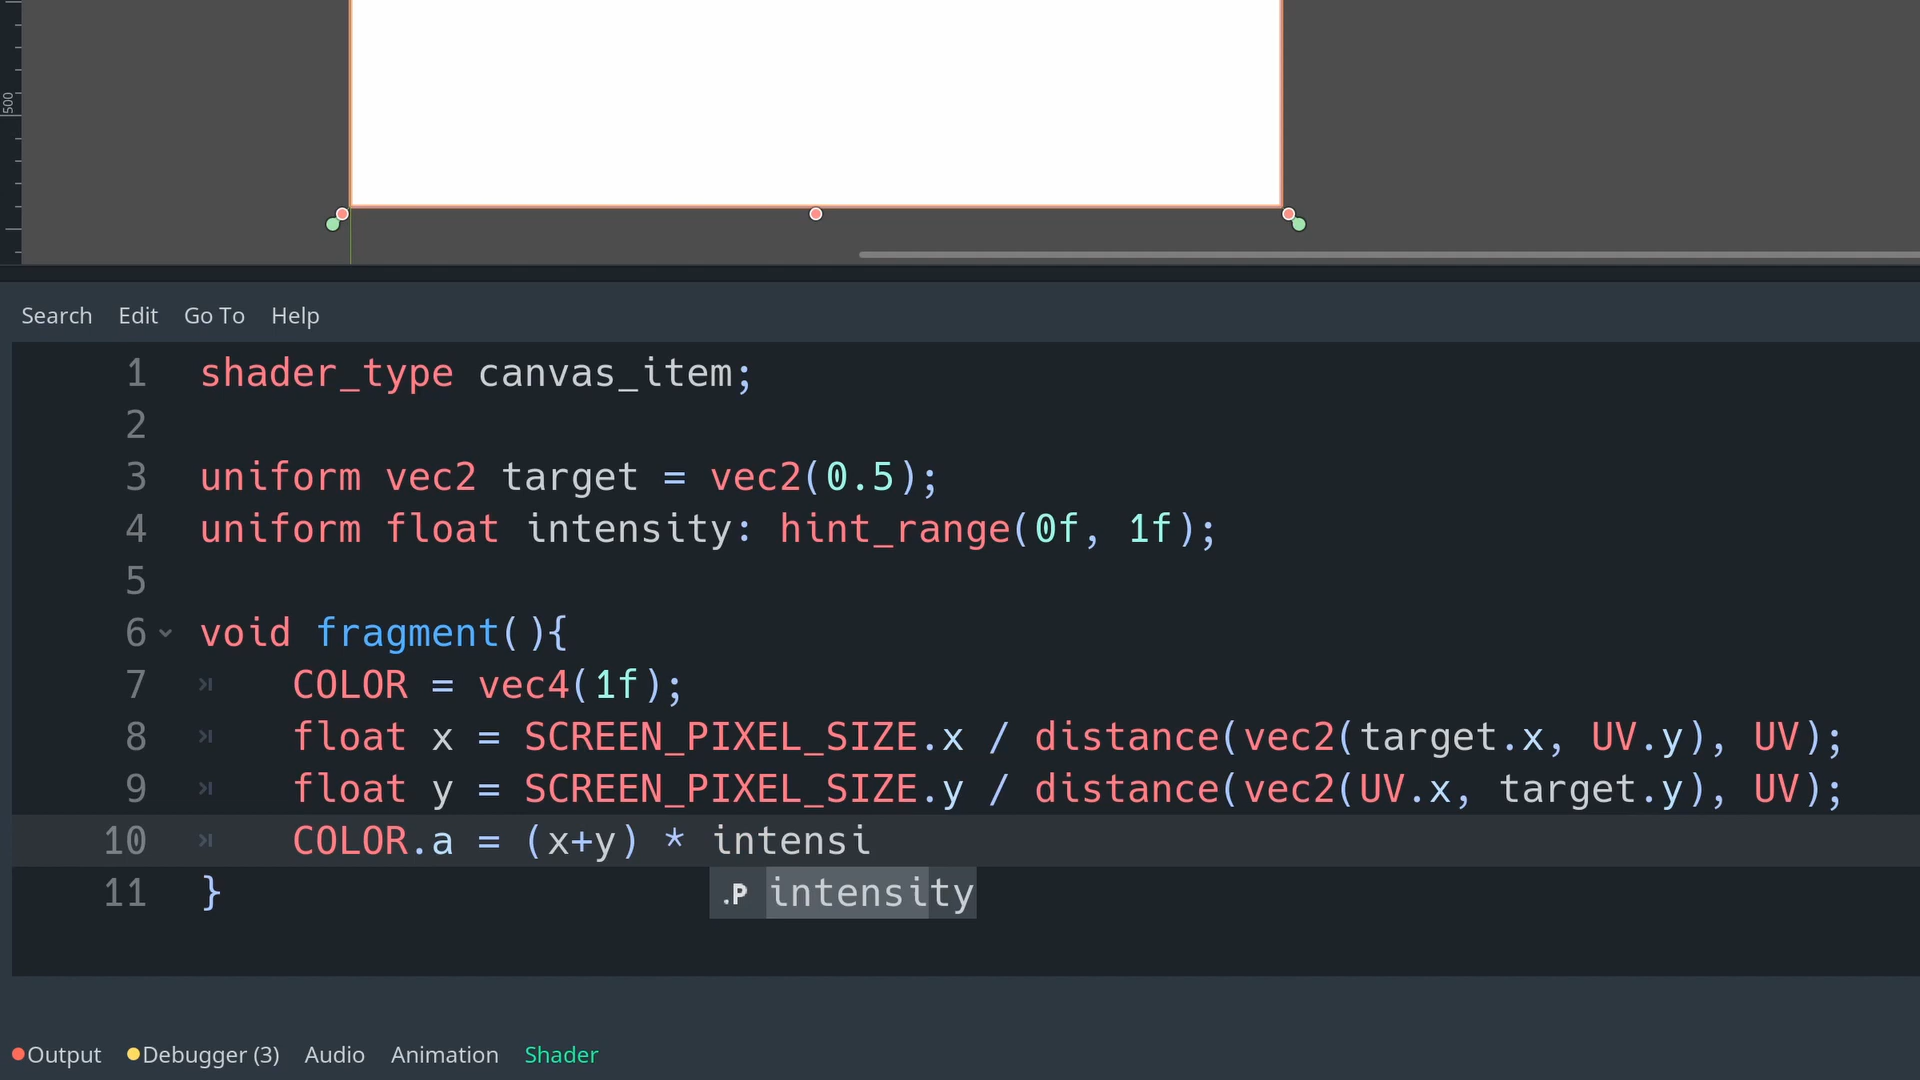 500
Search Edit Go To Help
1 shader_type canvas_item;
2
3 uniform vec2 target = vec2(0.5);
4 uniform float intensity: hint_range(0f, 1f);
5
6 void fragment(){
7 COLOR = vec4(1f);
8 float x = SCREEN_PIXEL_SIZE.x / distance(vec2(target.x, UV.y), UV);
9 float y = SCREEN_PIXEL_SIZE.y / distance(vec2(UV.x, target.y), UV);
10 COLOR.a = (x+y) * intensi
.P intensity
11 }
Output Debugger (3) Audio Animation Shader